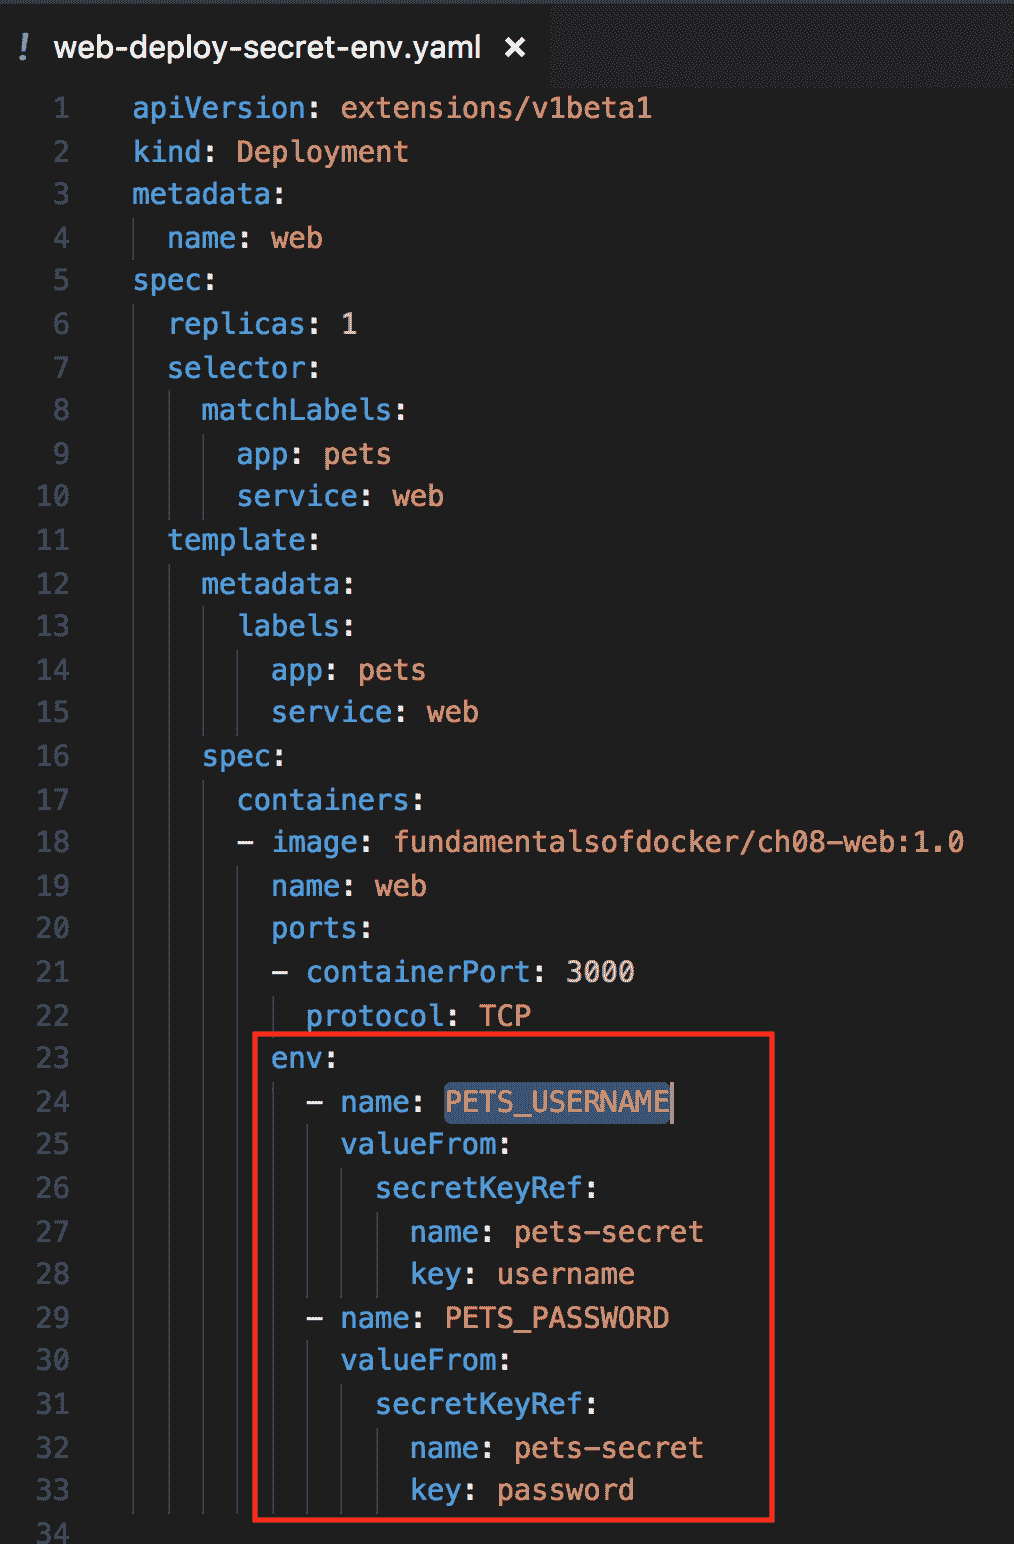 ! web-deploy-secret-env.yaml ×
1 apiVersion: extensions/v1beta1
2 kind: Deployment
3 metadata:
4   name: web
5 spec:
6   replicas: 1
7   selector:
8     matchLabels:
9       app: pets
10       service: web
11   template:
12     metadata:
13       labels:
14         app: pets
15         service: web
16     spec:
17       containers:
18       - image: fundamentalsofdocker/ch08-web:1.0
19         name: web
20         ports:
21         - containerPort: 3000
22           protocol: TCP
23         env:
24           - name: PETS_USERNAME
25             valueFrom:
26               secretKeyRef:
27                 name: pets-secret
28                 key: username
29           - name: PETS_PASSWORD
30             valueFrom:
31               secretKeyRef:
32                 name: pets-secret
33                 key: password
34